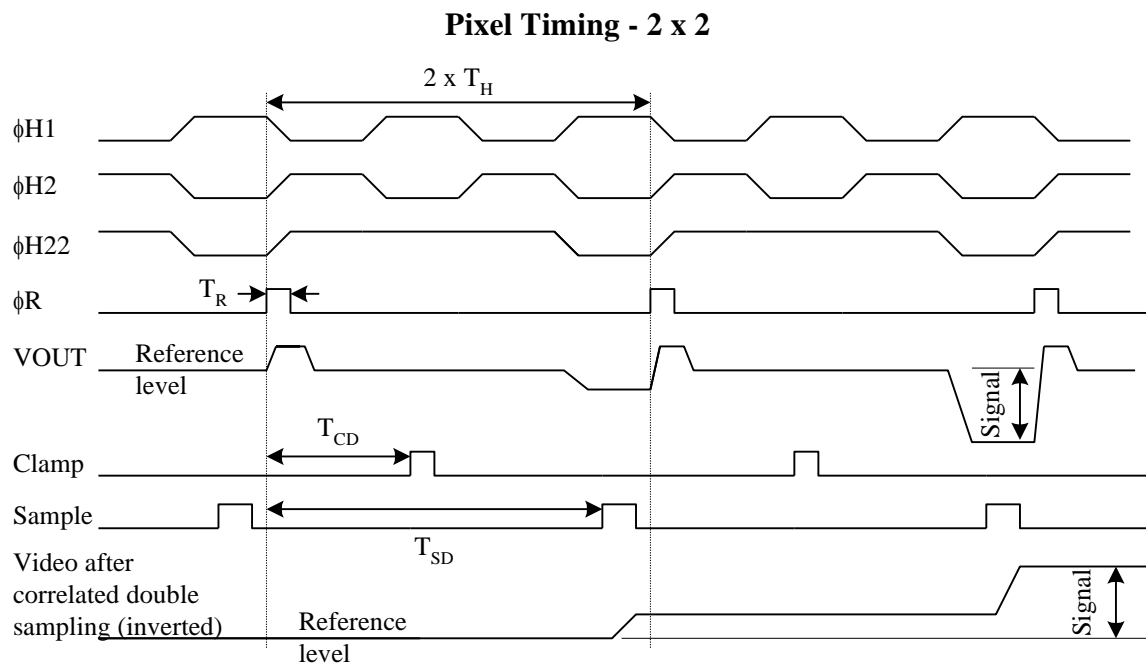 Pixel Timing - 2 x 2
2 x T_H
ϕH1
ϕH2
ϕH22
T_R
ϕR
VOUT
Reference
level
Signal
T_CD
Clamp
Sample
T_SD
Video after
correlated double
sampling (inverted)
Reference
level
Signal